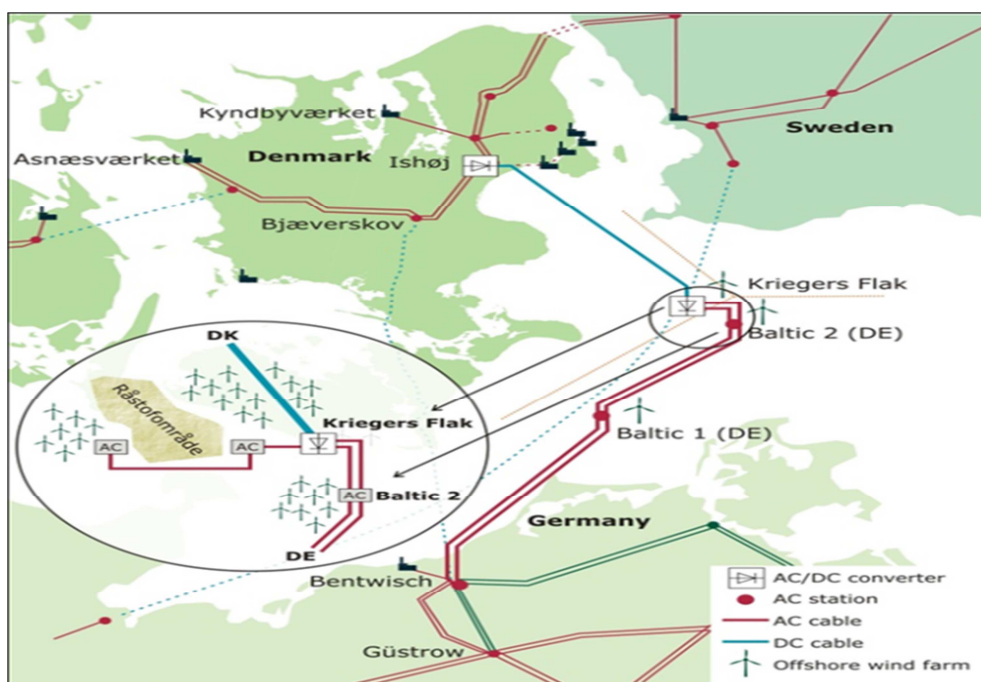 Kyndbyværket
Sweden
Asnæsværket
Denmark
Ishøj
Bjæverskov
Kriegers Flak
Baltic 2 (DE)
DK
Råstofområde
Kriegers Flak
AC
AC
Baltic 1 (DE)
AC
Baltic 2
Germany
DE
Bentwisch
Güstrow
AC/DC converter
AC station
AC cable
DC cable
Offshore wind farm